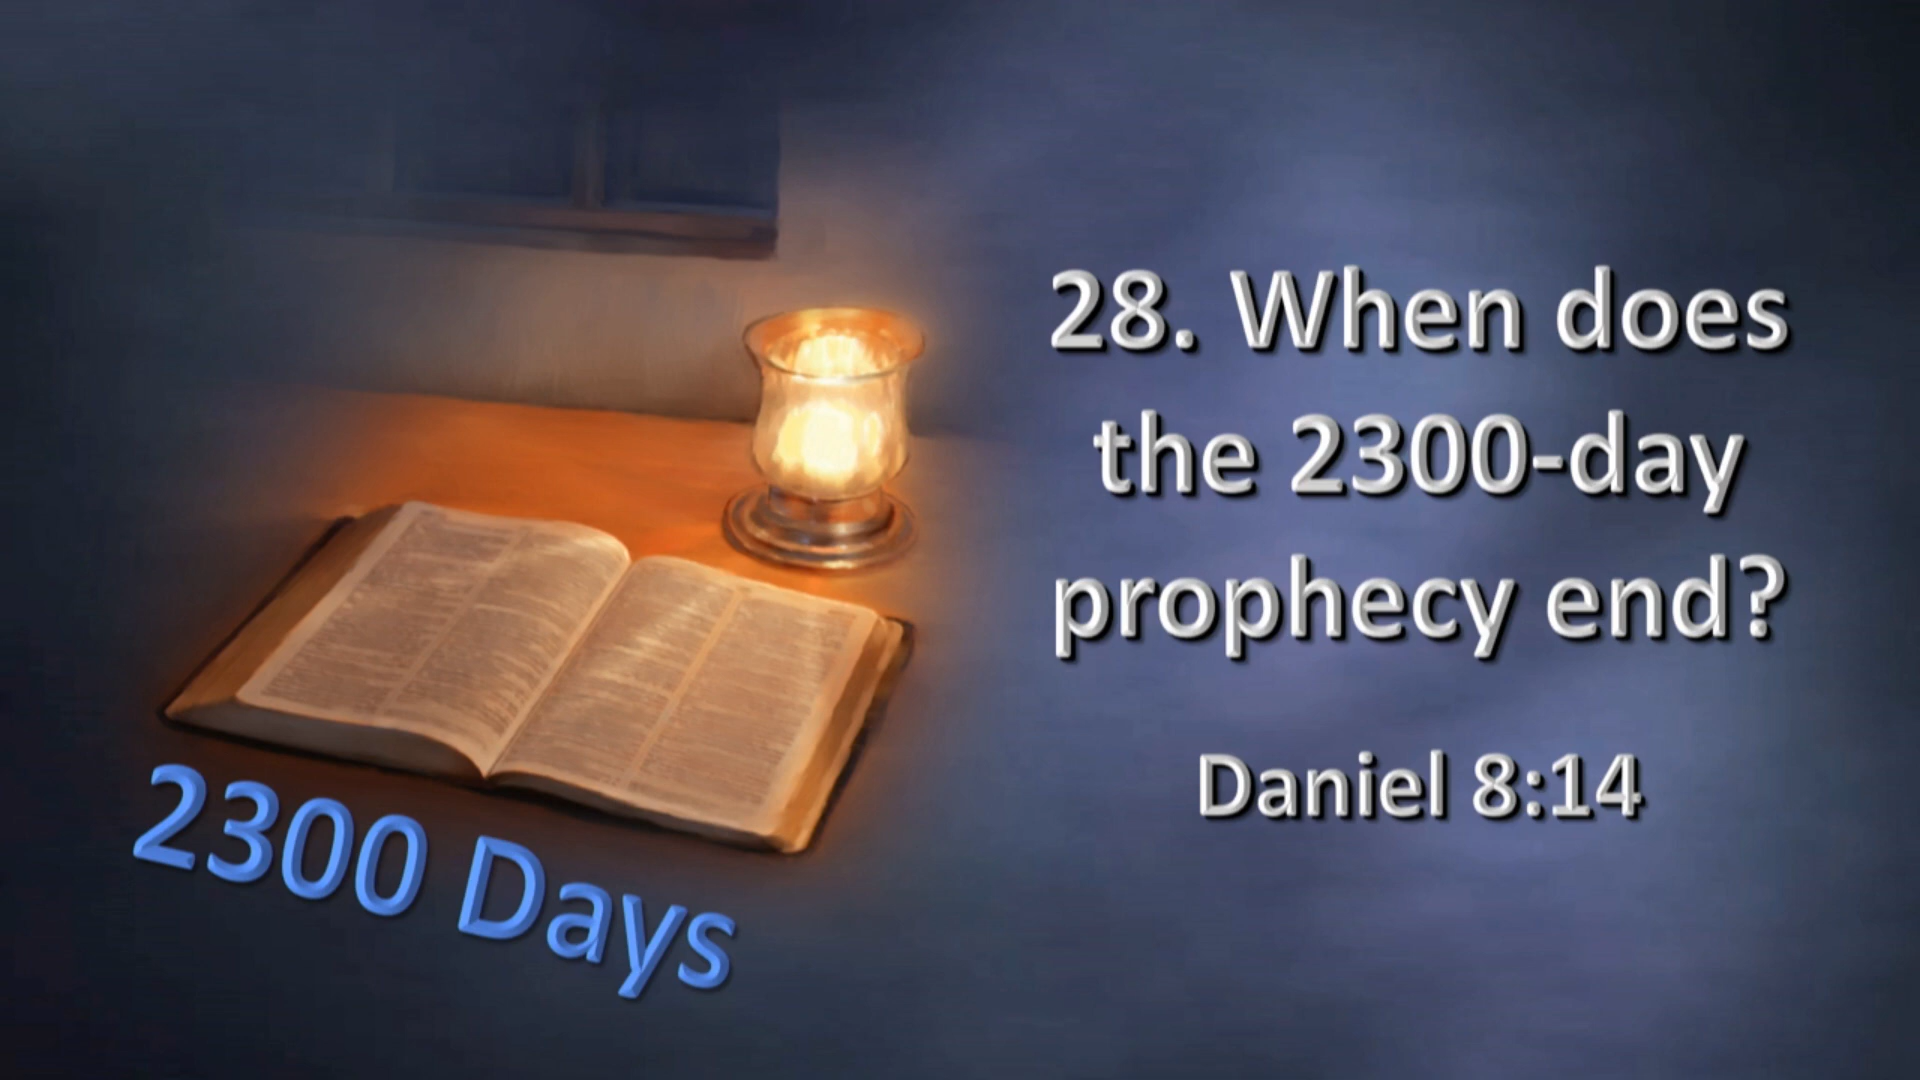 28. When does
the 2300-day
prophecy end?
Daniel 8:14
2300 Days